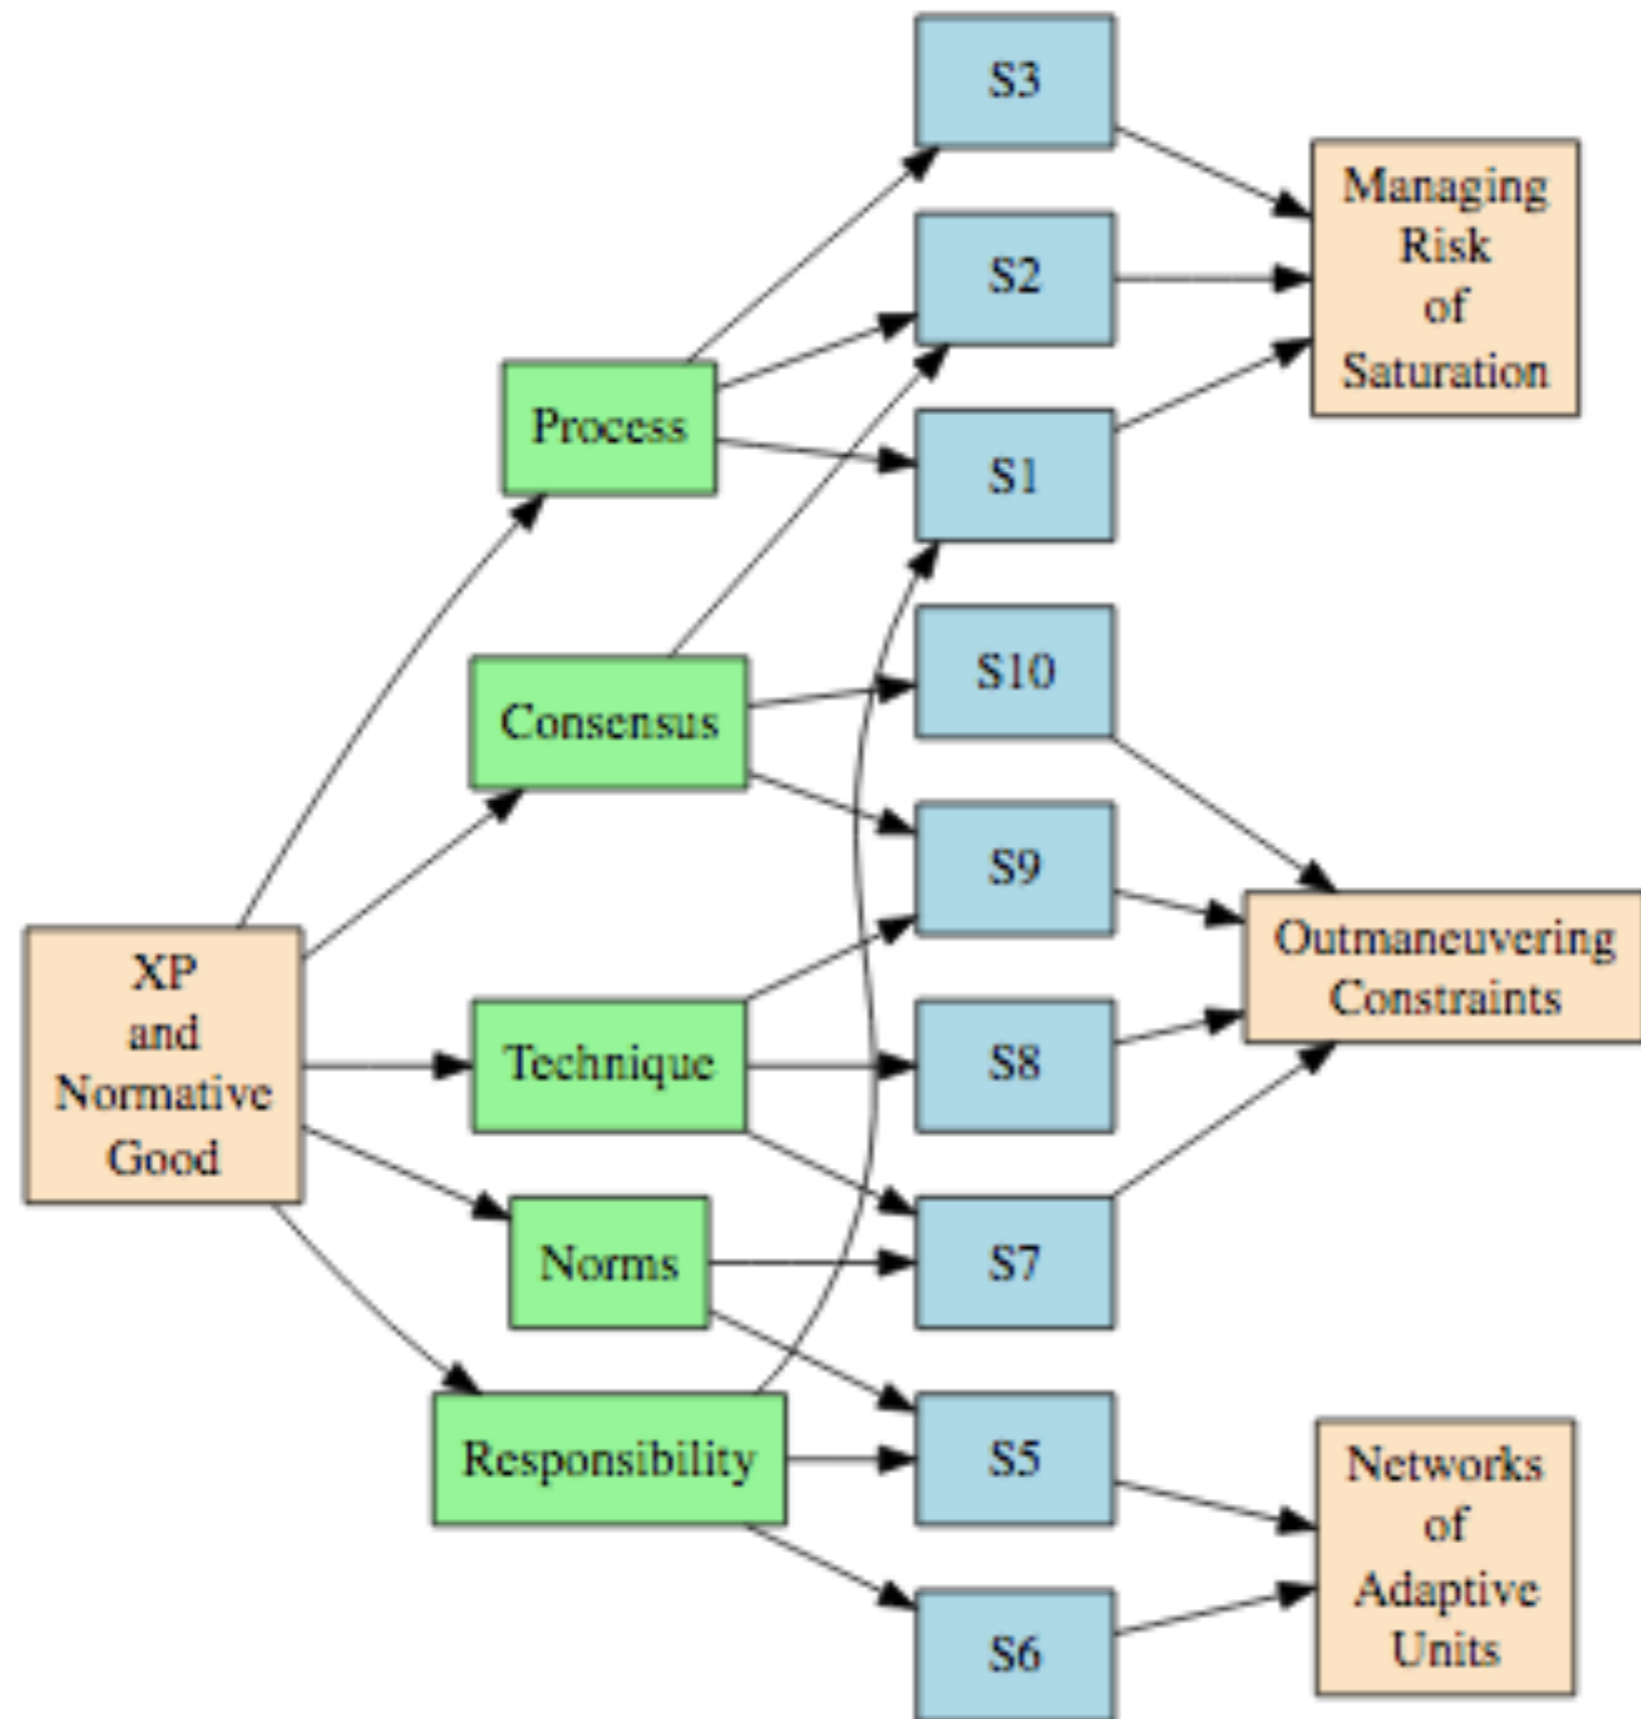 XP
and
Normative
Good
Process
Consensus
Technique
Norms
Responsibility
S3
S2
S1
S10
S9
S8
S7
S5
S6
Managing
Risk
of
Saturation
Outmaneuvering
Constraints
Networks
of
Adaptive
Units